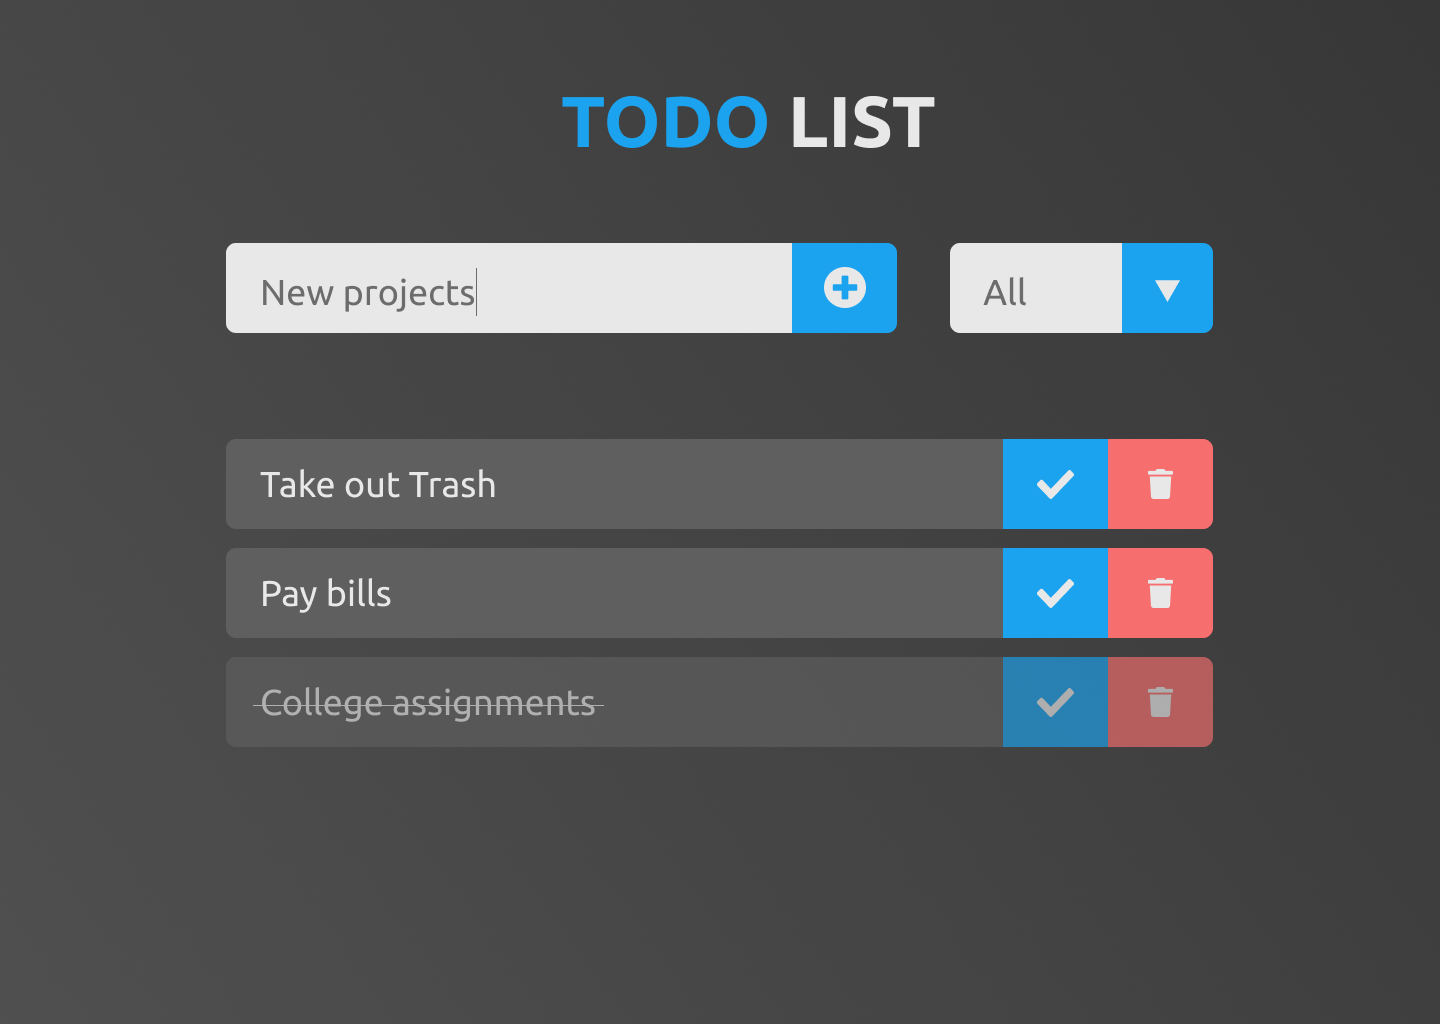 TODO LIST
New projects
All
Take out Trash
Pay bills
College assignments